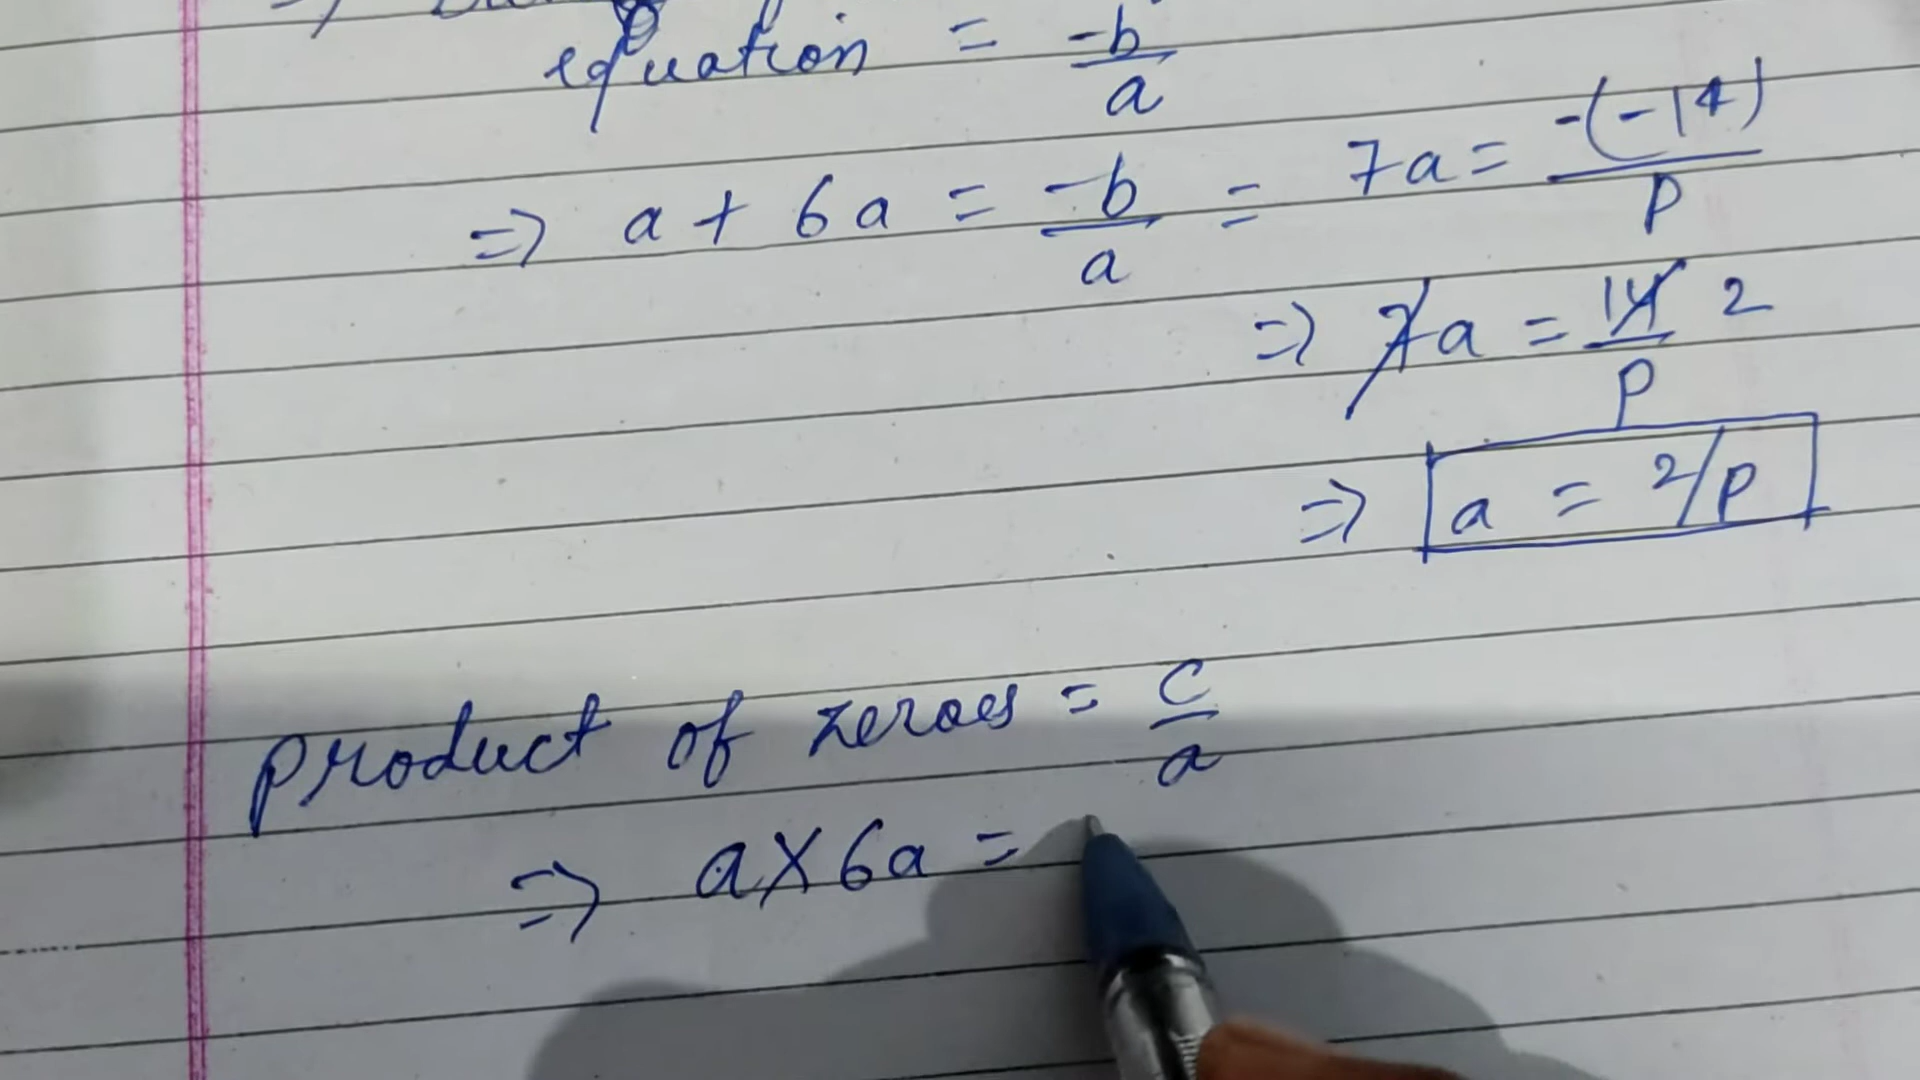 equation = -b/a
⇒ a + 6a = -b/a = 7a = -(-14)/P
⇒ 7a = 14/P 2
⇒ a = 2/P
product of zeroes = c/a
⇒ a × 6a =